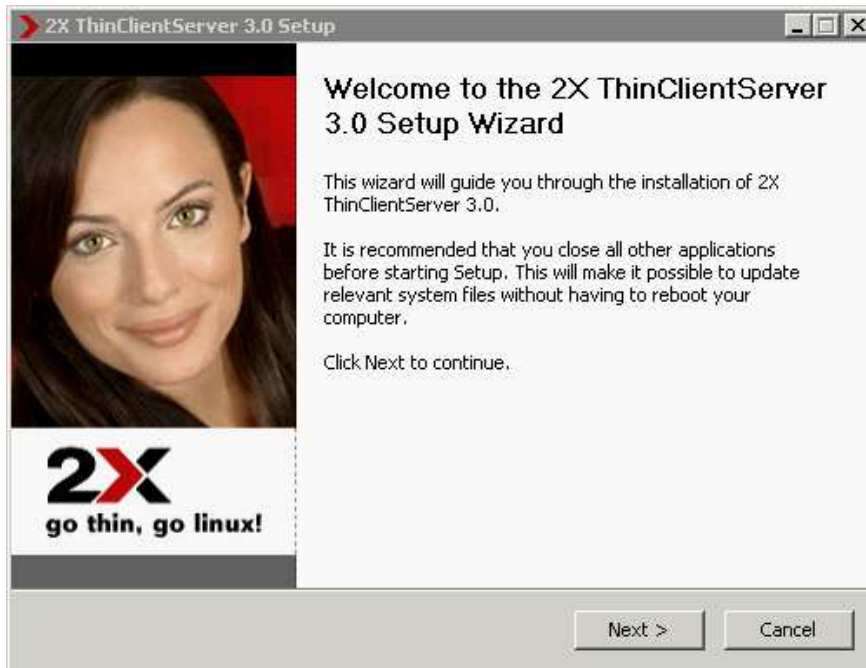 2X ThinClientServer 3.0 Setup
Welcome to the 2X ThinClientServer
3.0 Setup Wizard
This wizard will guide you through the installation of 2X
ThinClientServer 3.0.
It is recommended that you close all other applications
before starting Setup. This will make it possible to update
relevant system files without having to reboot your
computer.
Click Next to continue.
2X
go thin, go linux!
Next >
Cancel